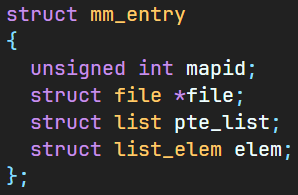 struct mm_entry
{
  unsigned int mapid;
  struct file *file;
  struct list pte_list;
  struct list_elem elem;
};